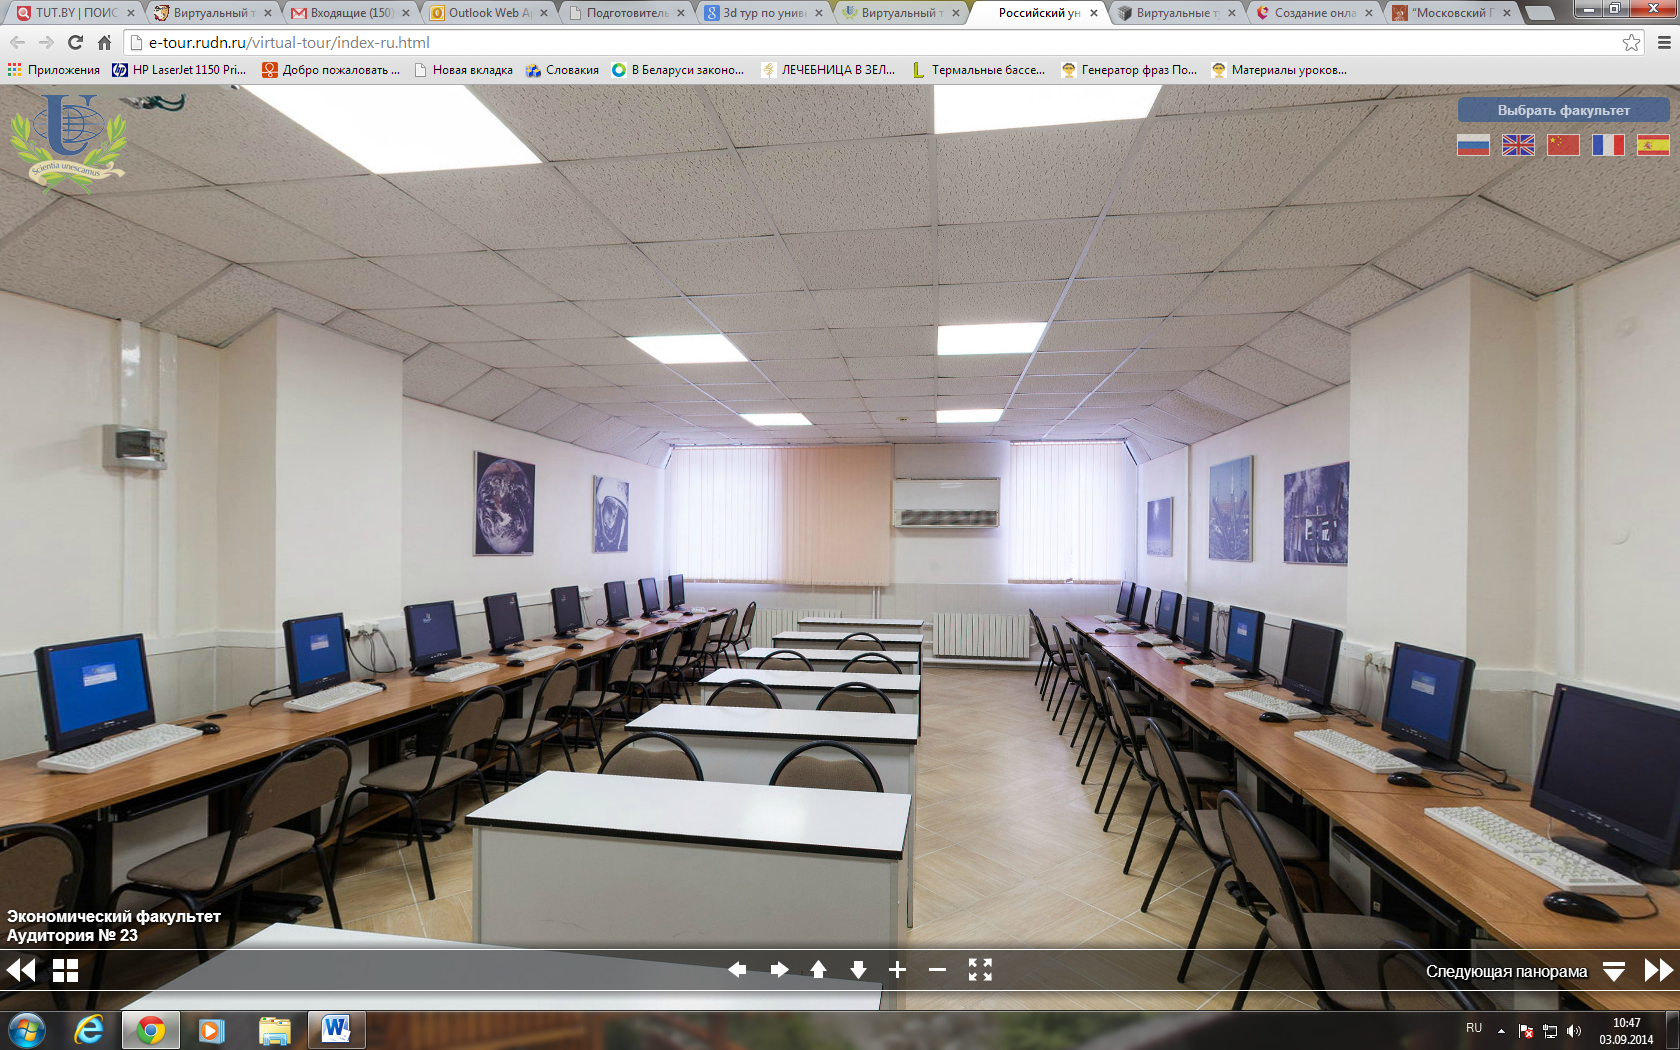 TUT.BY | ПОИС
Виртуальный т
Входящие (150)
Outlook Web Ap
Подготовитель
3d тур по униве
Виртуальный т
Российский ун
Виртуальные ту
Создание онла
"Московский Г
e-tour.rudn.ru/virtual-tour/index-ru.html
Приложения
HP LaserJet 1150 Pri...
Добро пожаловать ...
Новая вкладка
Словакия
В Беларуси законо...
ЛЕЧЕБНИЦА В ЗЕЛ...
Термальные бассе...
Генератор фраз По...
Материалы уроков...
UC
Scientia unescamus
Выбрать факультет
Экономический факультет
Аудитория № 23
Следующая панорама
RU
10:47
03.09.2014